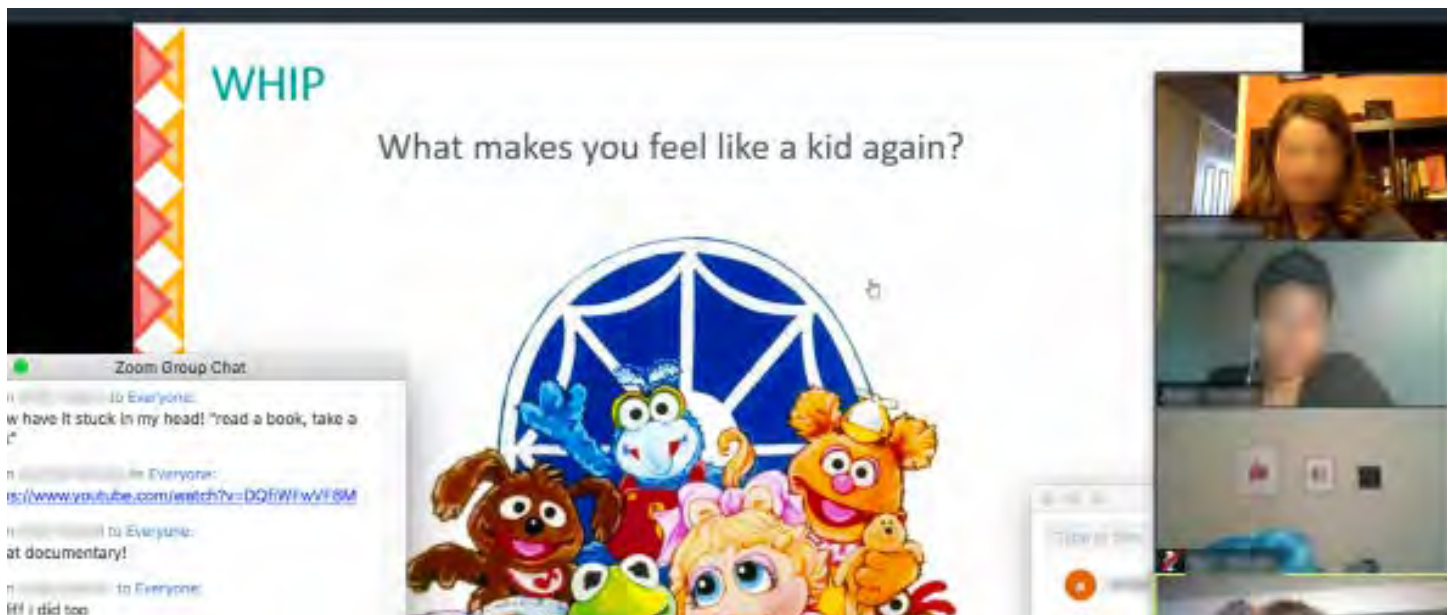 WHIP
What makes you feel like a kid again?
Zoom Group Chat
to Everyone:
w have it stuck in my head! "read a book, take a
to Everyone:
s://www.youtube.com/watch?v=
to Everyone:
at documentary!
to Everyone:
i did too